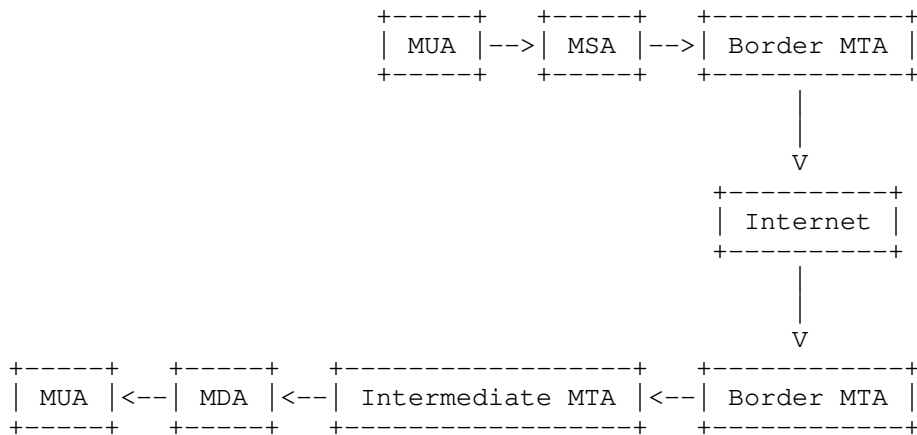 MUA MSA Border MTA
Internet
MUA MDA Intermediate MTA Border MTA